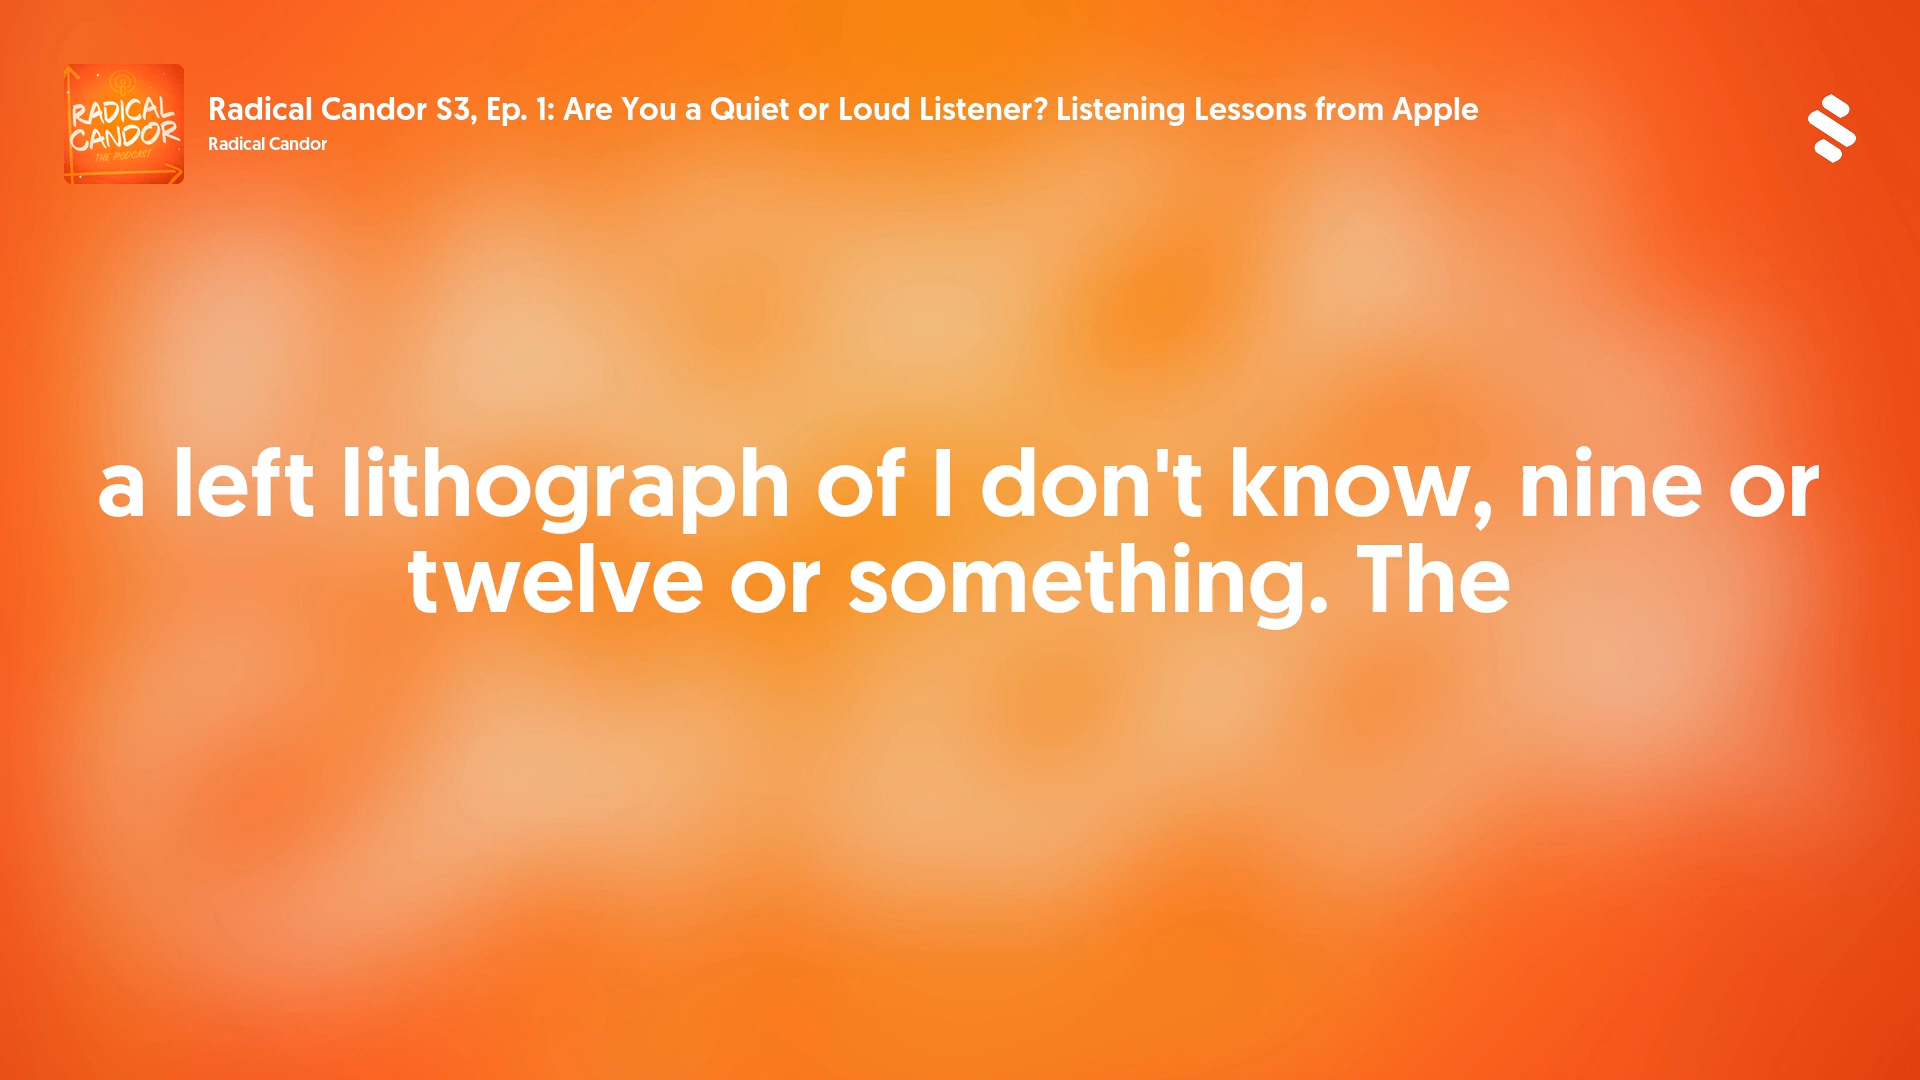 RADICAL
CANDOR
THE PODCAST
Radical Candor S3, Ep. 1: Are You a Quiet or Loud Listener? Listening Lessons from Apple
Radical Candor
a left lithograph of I don't know, nine or
twelve or something. The